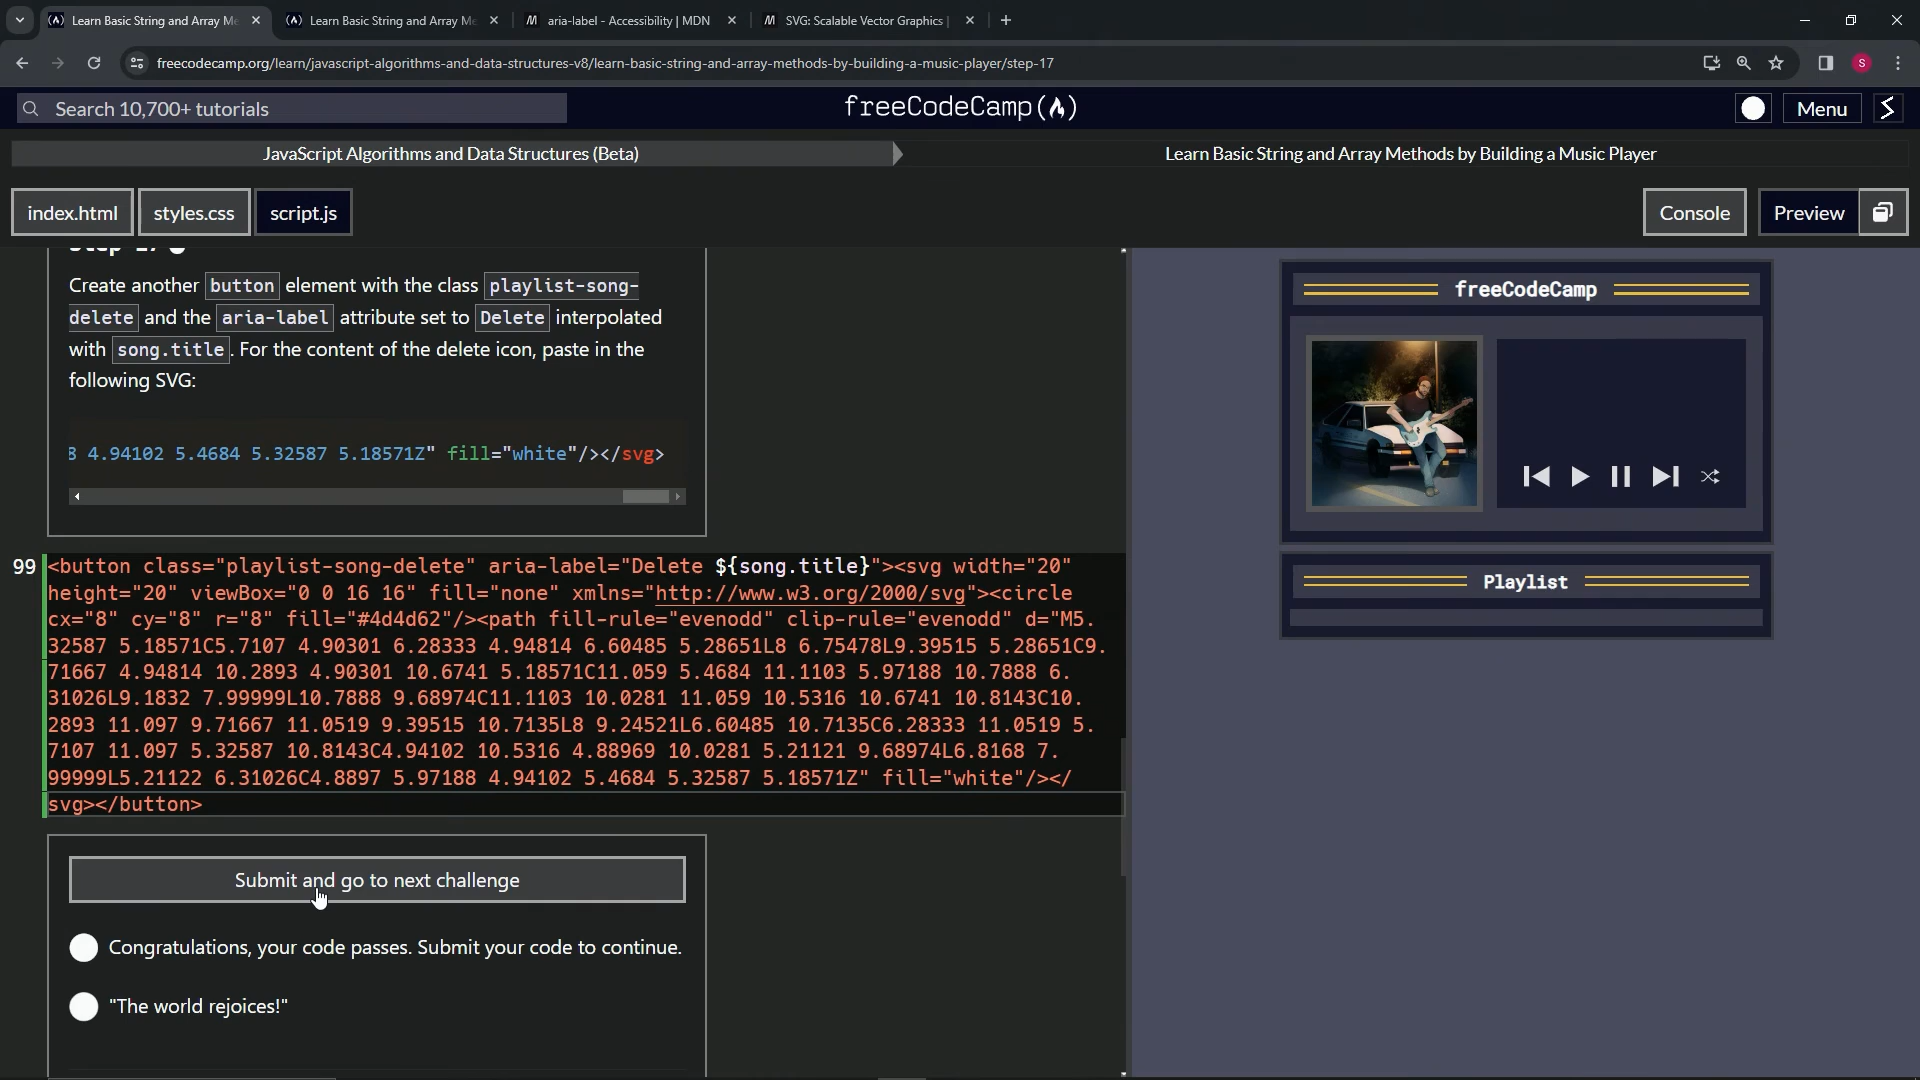 Learn Basic String and Array Me
Learn Basic String and Array Me
aria-label - Accessibility | MDN
SVG: Scalable Vector Graphics |
freecodecamp.org/learn/javascript-algorithms-and-data-structures-v8/learn-basic-string-and-array-methods-by-building-a-music-player/step-17
S
Search 10,700+ tutorials
freeCodeCamp(🔥)
Menu
JavaScript Algorithms and Data Structures (Beta)
Learn Basic String and Array Methods by Building a Music Player
index.html
styles.css
script.js
Console
Preview
Step 17
Create another button element with the class playlist-song-
delete and the aria-label attribute set to Delete interpolated
with song.title. For the content of the delete icon, paste in the
following SVG:
8 4.94102 5.4684 5.32587 5.18571Z" fill="white"/></svg>
99
<button class="playlist-song-delete" aria-label="Delete ${song.title}"><svg width="20"
height="20" viewBox="0 0 16 16" fill="none" xmlns="http://www.w3.org/2000/svg"><circle
cx="8" cy="8" r="8" fill="#4d4d62"/><path fill-rule="evenodd" clip-rule="evenodd" d="M5.
32587 5.18571C5.7107 4.90301 6.28333 4.94814 6.60485 5.28651L8 6.75478L9.39515 5.28651C9.
71667 4.94814 10.2893 4.90301 10.6741 5.18571C11.059 5.4684 11.1103 5.97188 10.7888 6.
31026L9.1832 7.99999L10.7888 9.68974C11.1103 10.0281 11.059 10.5316 10.6741 10.8143C10.
2893 11.097 9.71667 11.0519 9.39515 10.7135L8 9.24521L6.60485 10.7135C6.28333 11.0519 5.
7107 11.097 5.32587 10.8143C4.94102 10.5316 4.88969 10.0281 5.21121 9.68974L6.8168 7.
99999L5.21122 6.31026C4.8897 5.97188 4.94102 5.4684 5.32587 5.18571Z" fill="white"/></
svg></button>
Submit and go to next challenge
Congratulations, your code passes. Submit your code to continue.
"The world rejoices!"
freeCodeCamp
Playlist